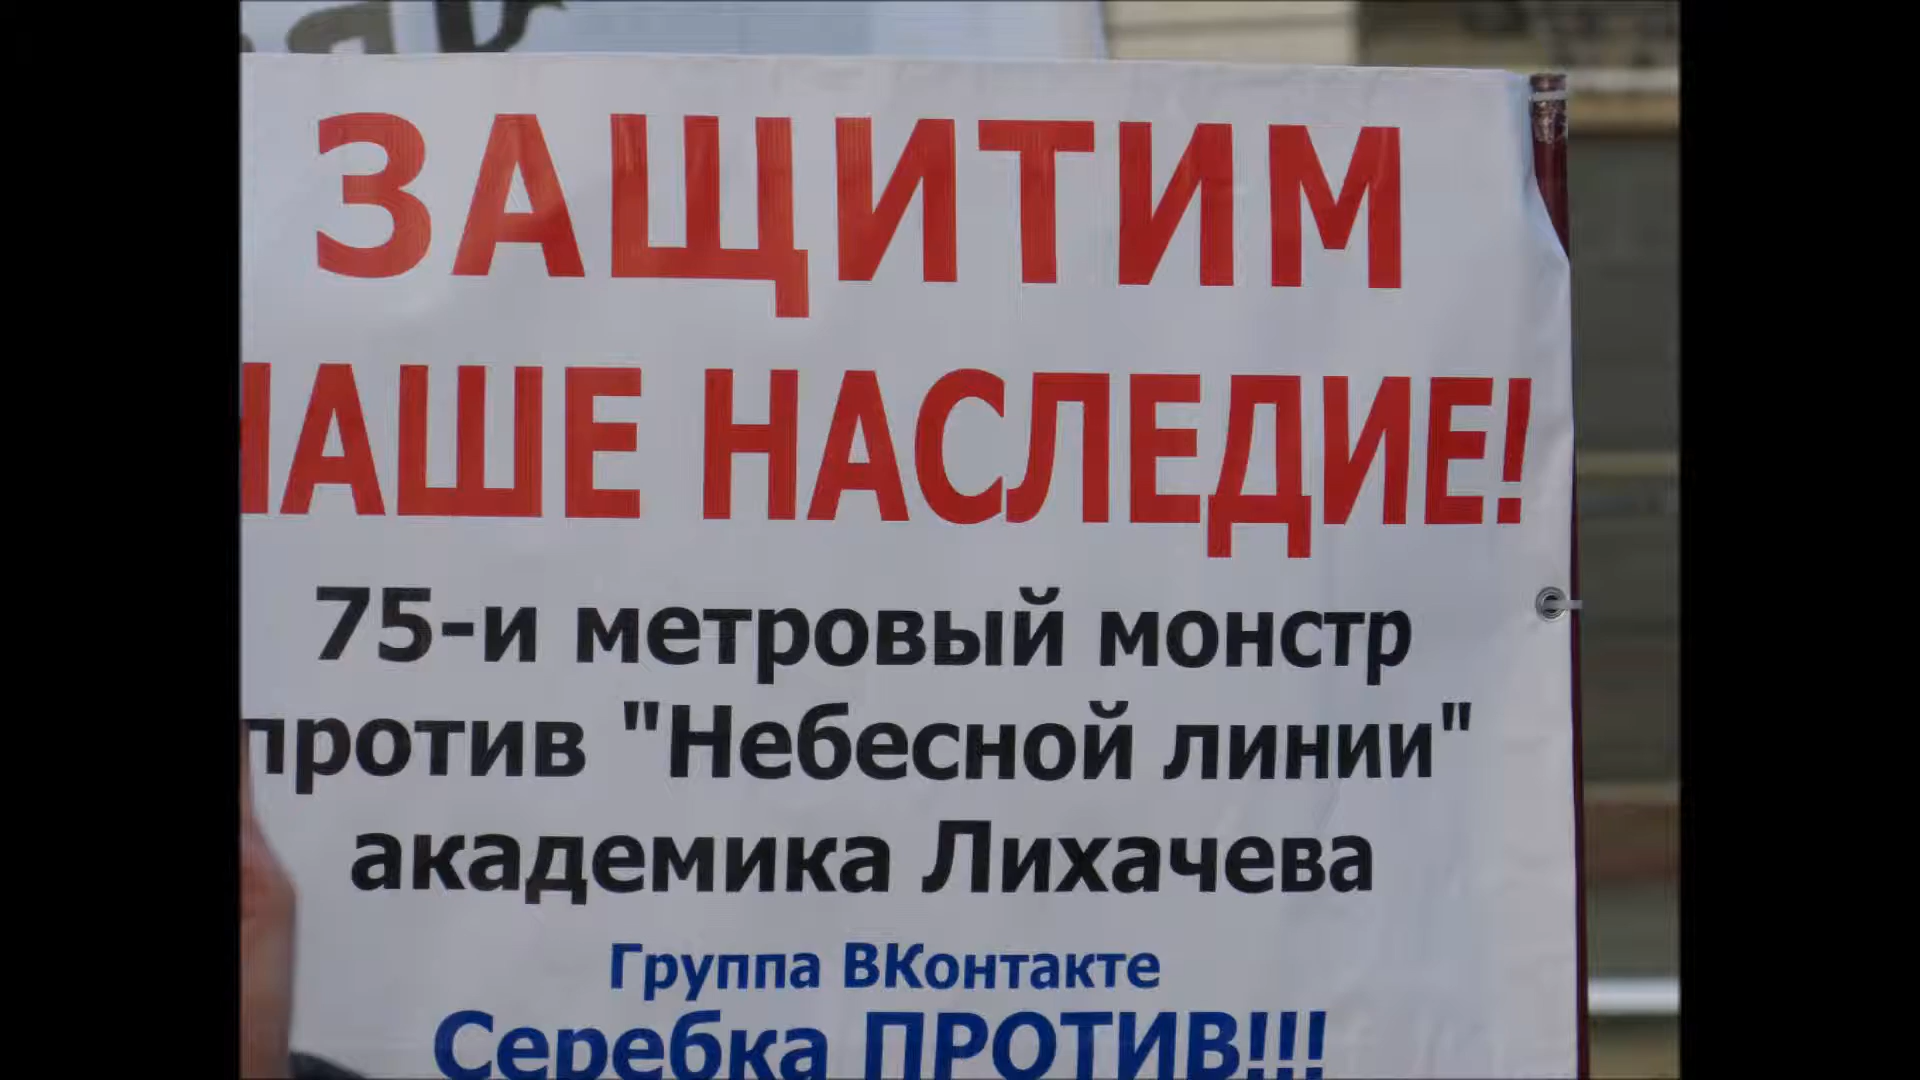 ЗАЩИТИМ
НАШЕ НАСЛЕДИЕ!
75-и метровый монстр
против "Небесной линии"
академика Лихачева
Группа ВКонтакте
Серебка ПРОТИВ!!!